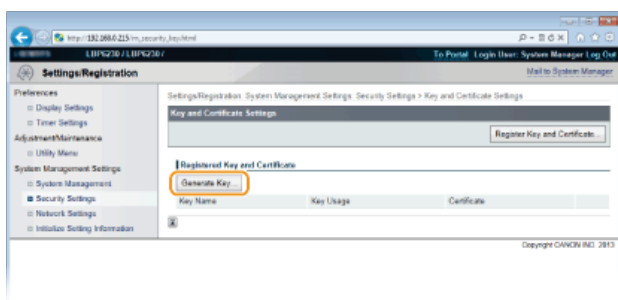 http://192.168.0.215/m_security_key.html
LBP6230 / LBP6230 /
To Portal Login User: System Manager Log Out
Settings/Registration
Mail to System Manager
Preferences
Display Settings
Timer Settings
Adjustment/Maintenance
Utility Menu
System Management Settings
System Management
Security Settings
Network Settings
Initialize Setting Information
Settings/Registration: System Management Settings: Security Settings > Key and Certificate Settings
Key and Certificate Settings
Register Key and Certificate...
Registered Key and Certificate
Generate Key...
Key Name Key Usage Certificate
Copyright CANON INC. 2013